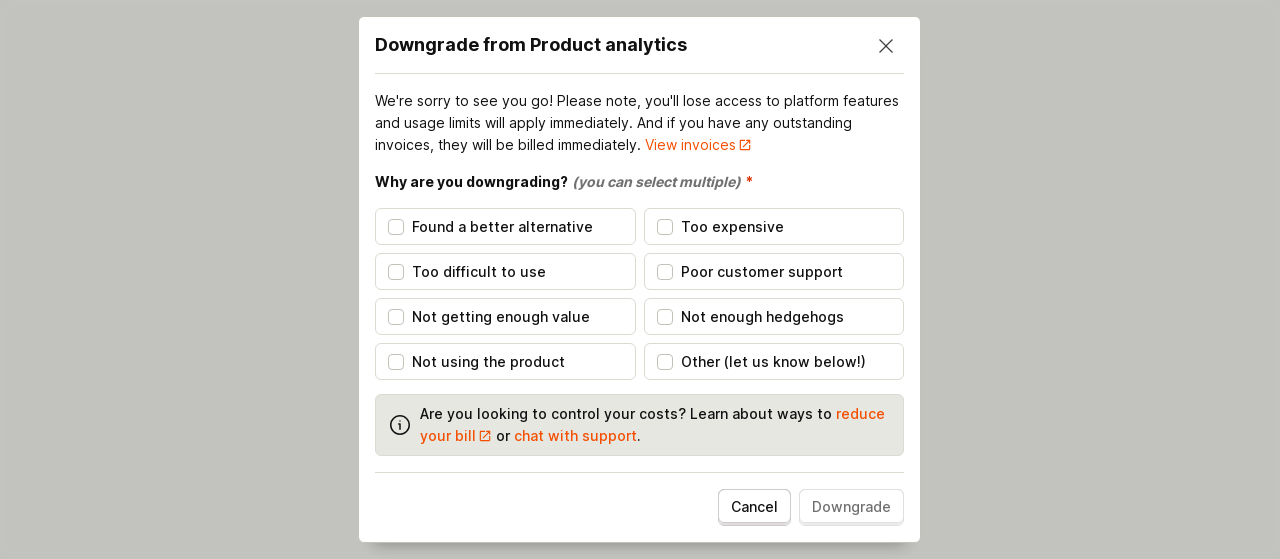 Downgrade from Product analytics
We're sorry to see you go! Please note, you'll lose access to platform features
and usage limits will apply immediately. And if you have any outstanding
invoices, they will be billed immediately. View invoices
Why are you downgrading? (you can select multiple) *
Found a better alternative
Too expensive
Too difficult to use
Poor customer support
Not getting enough value
Not enough hedgehogs
Not using the product
Other (let us know below!)
Are you looking to control your costs? Learn about ways to reduce
your bill or chat with support.
Cancel
Downgrade